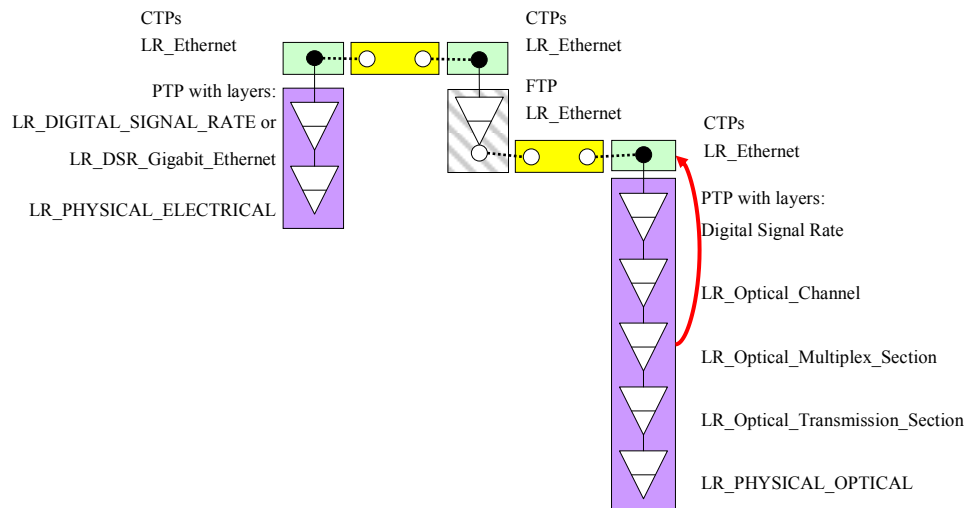 CTPs
LR_Ethernet
CTPs
LR_Ethernet
PTP with layers:
LR_DIGITAL_SIGNAL_RATE or
LR_DSR_Gigabit_Ethernet
LR_PHYSICAL_ELECTRICAL
FTP
LR_Ethernet
CTPs
LR_Ethernet
PTP with layers:
Digital Signal Rate
LR_Optical_Channel
LR_Optical_Multiplex_Section
LR_Optical_Transmission_Section
LR_PHYSICAL_OPTICAL